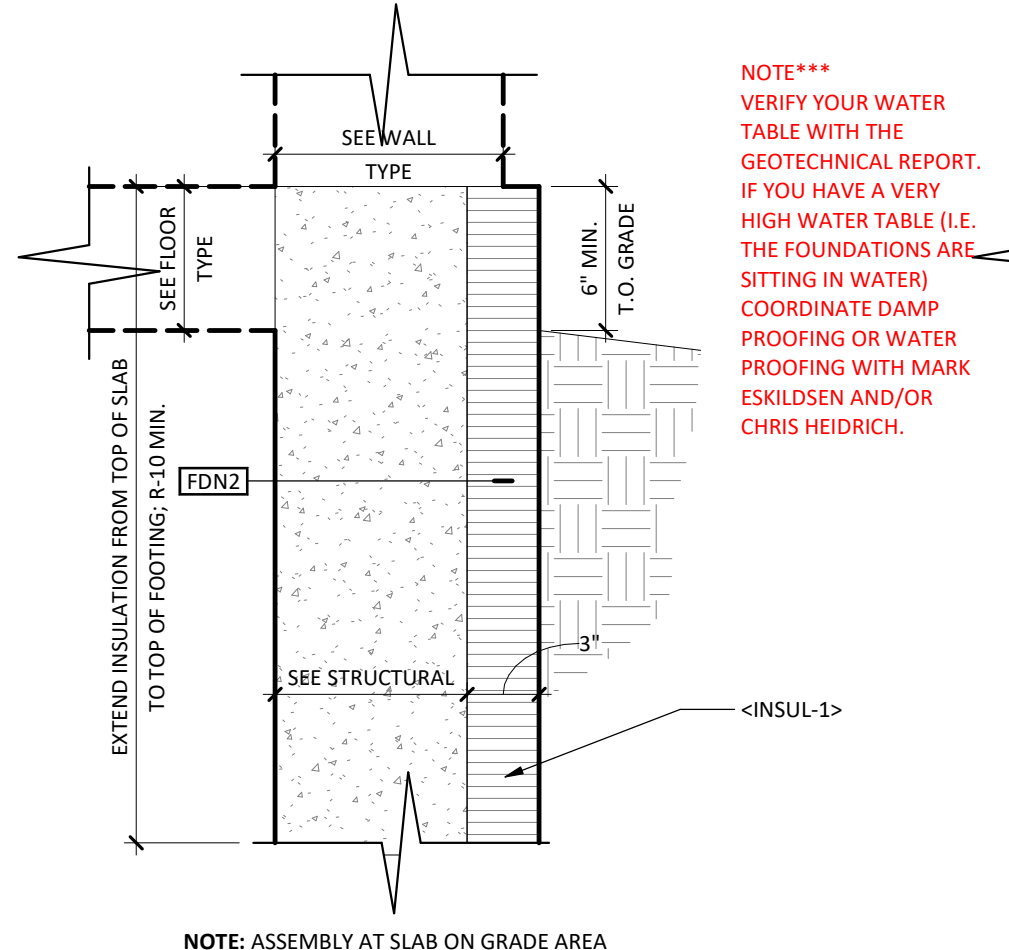 NOTE***
VERIFY YOUR WATER
TABLE WITH THE
GEOTECHNICAL REPORT.
IF YOU HAVE A VERY
HIGH WATER TABLE (I.E.
THE FOUNDATIONS ARE
SITTING IN WATER)
COORDINATE DAMP
PROOFING OR WATER
PROOFING WITH MARK
ESKILDSEN AND/OR
CHRIS HEIDRICH.
SEE WALL
TYPE
SEE FLOOR
TYPE
6" MIN.
T.O. GRADE
EXTEND INSULATION FROM TOP OF SLAB
TO TOP OF FOOTING; R-10 MIN.
FDN2
3"
SEE STRUCTURAL
<INSUL-1>
NOTE: ASSEMBLY AT SLAB ON GRADE AREA